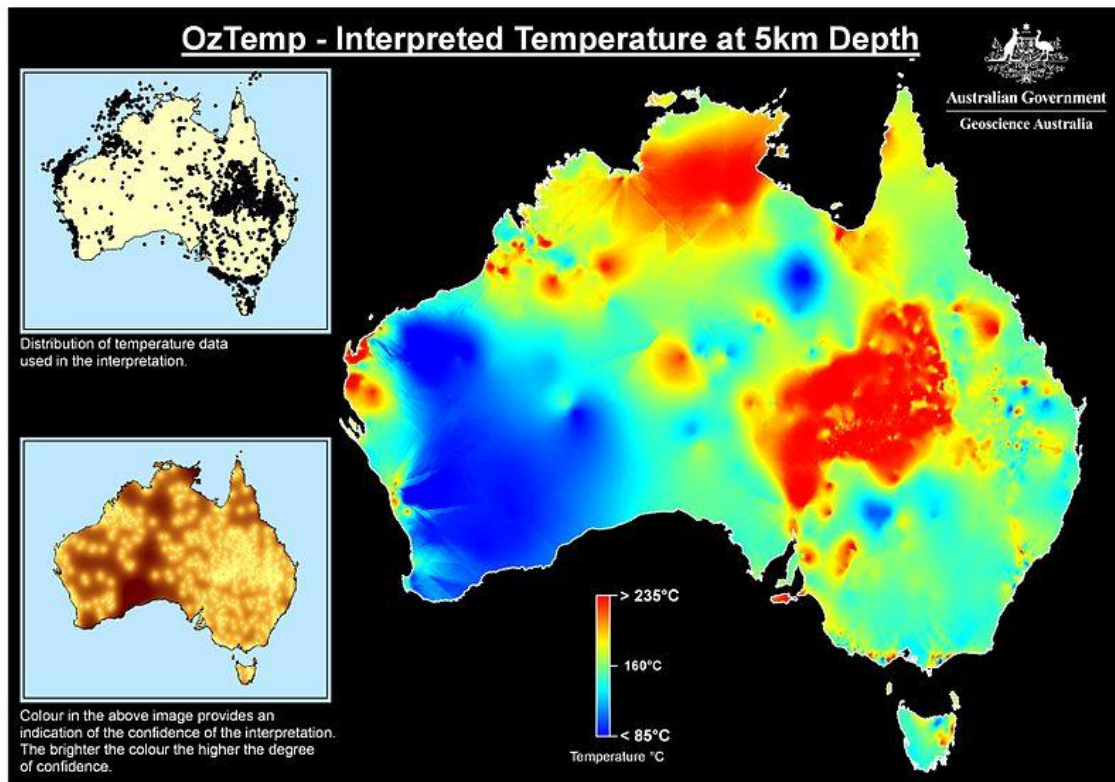 OzTemp - Interpreted Temperature at 5km Depth
Australian Government
Geoscience Australia
Distribution of temperature data
used in the interpretation.
Colour in the above image provides an
indication of the confidence of the interpretation.
The brighter the colour the higher the degree
of confidence.
> 235°C
160°C
< 85°C
Temperature °C